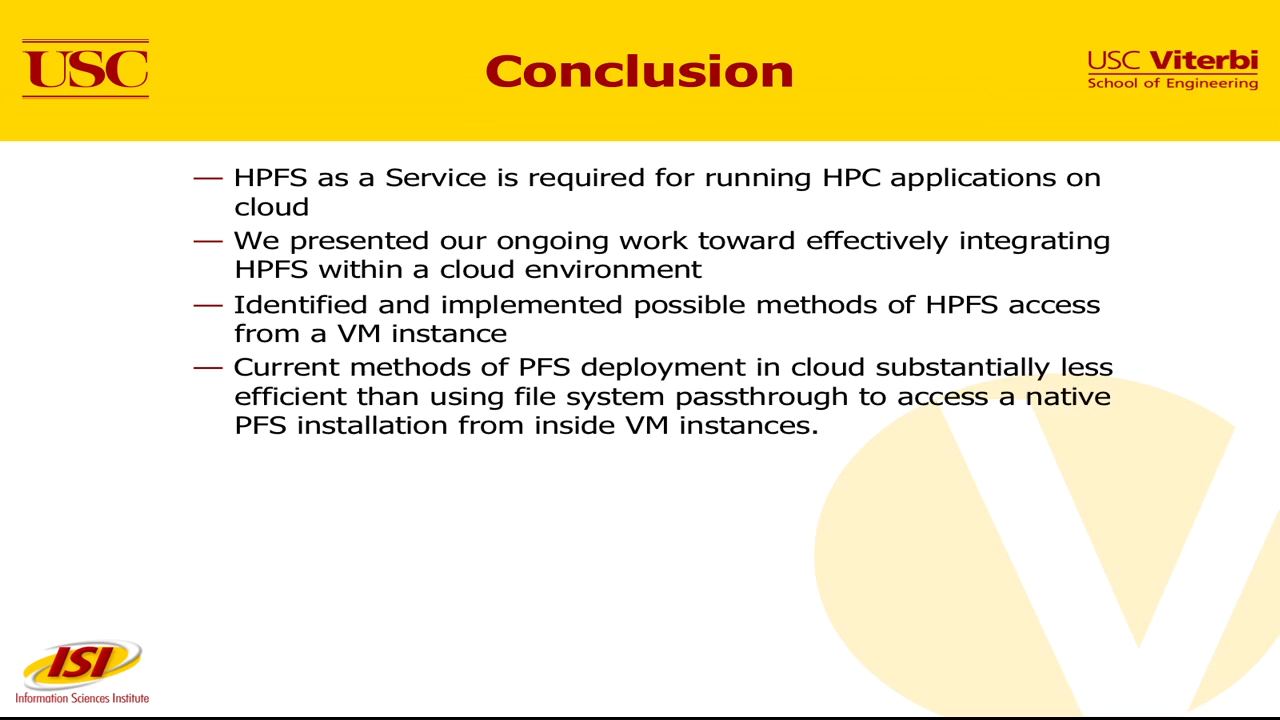 USC
Conclusion
USC Viterbi
School of Engineering
— HPFS as a Service is required for running HPC applications on
cloud
— We presented our ongoing work toward effectively integrating
HPFS within a cloud environment
— Identified and implemented possible methods of HPFS access
from a VM instance
— Current methods of PFS deployment in cloud substantially less
efficient than using file system passthrough to access a native
PFS installation from inside VM instances.
ISI
Information Sciences Institute